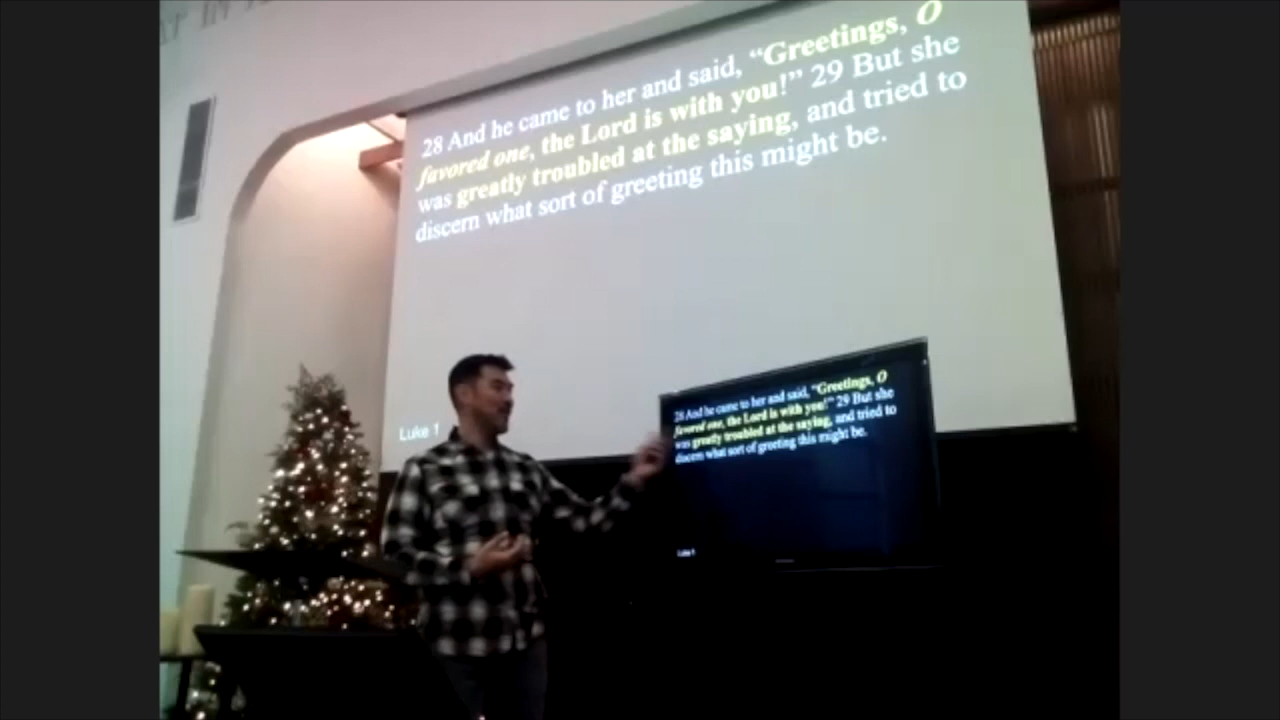 28 And he came to her and said, “Greetings, O
favored one, the Lord is with you!” 29 But she
was greatly troubled at the saying, and tried to
discern what sort of greeting this might be.
Luke 1
28 And he came to her and said, “Greetings, O
favored one, the Lord is with you!” 29 But she
was greatly troubled at the saying, and tried to
discern what sort of greeting this might be.
Luke 1